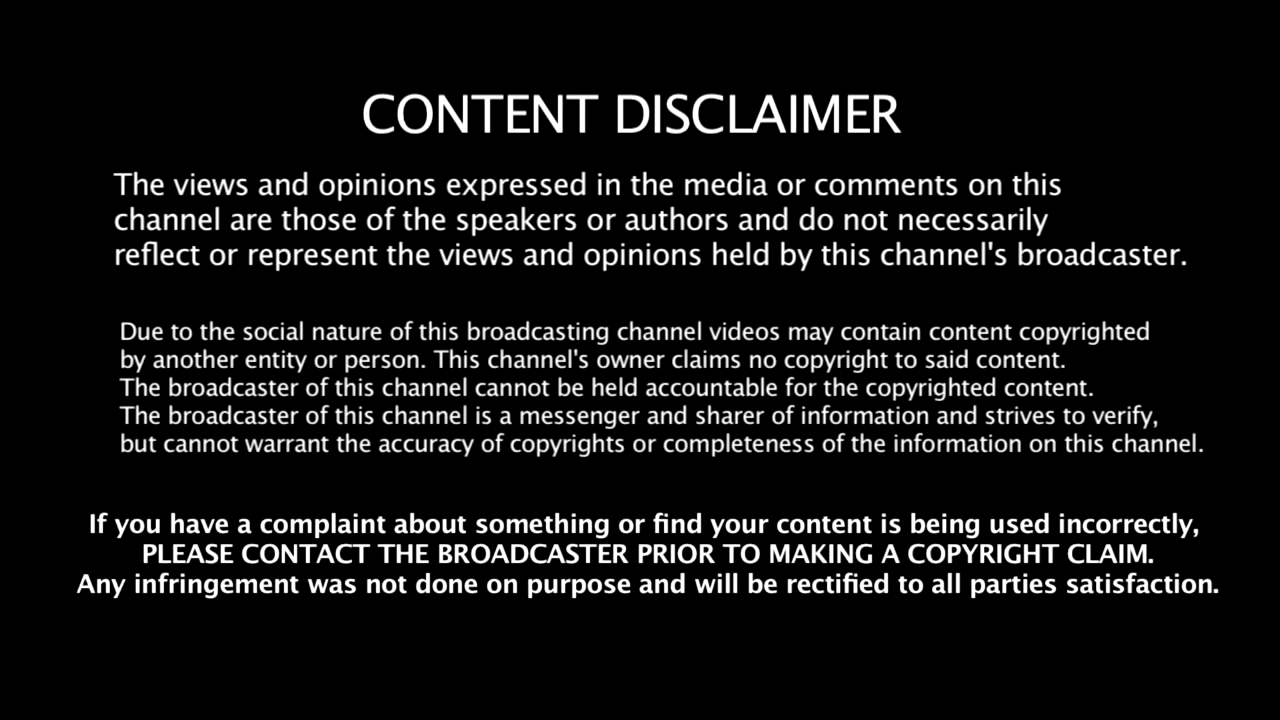 CONTENT DISCLAIMER
The views and opinions expressed in the media or comments on this
channel are those of the speakers or authors and do not necessarily
reflect or represent the views and opinions held by this channel's broadcaster.
Due to the social nature of this broadcasting channel videos may contain content copyrighted
by another entity or person. This channel's owner claims no copyright to said content.
The broadcaster of this channel cannot be held accountable for the copyrighted content.
The broadcaster of this channel is a messenger and sharer of information and strives to verify,
but cannot warrant the accuracy of copyrights or completeness of the information on this channel.
If you have a complaint about something or find your content is being used incorrectly,
PLEASE CONTACT THE BROADCASTER PRIOR TO MAKING A COPYRIGHT CLAIM.
Any infringement was not done on purpose and will be rectified to all parties satisfaction.